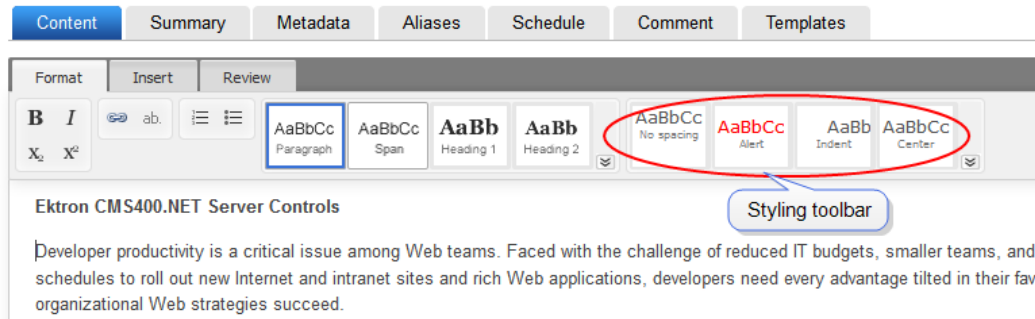 Content Summary Metadata Aliases Schedule Comment Templates
Format Insert Review
B I ab.
X₂ X²
AaBbCc AaBbCc AaBb AaBb AaBbCc AaBbCc AaBb AaBbCc
Paragraph Span Heading 1 Heading 2 No spacing Alert Indent Center
Styling toolbar
Ektron CMS400.NET Server Controls
Developer productivity is a critical issue among Web teams. Faced with the challenge of reduced IT budgets, smaller teams, and
schedules to roll out new Internet and intranet sites and rich Web applications, developers need every advantage tilted in their
organizational Web strategies succeed.